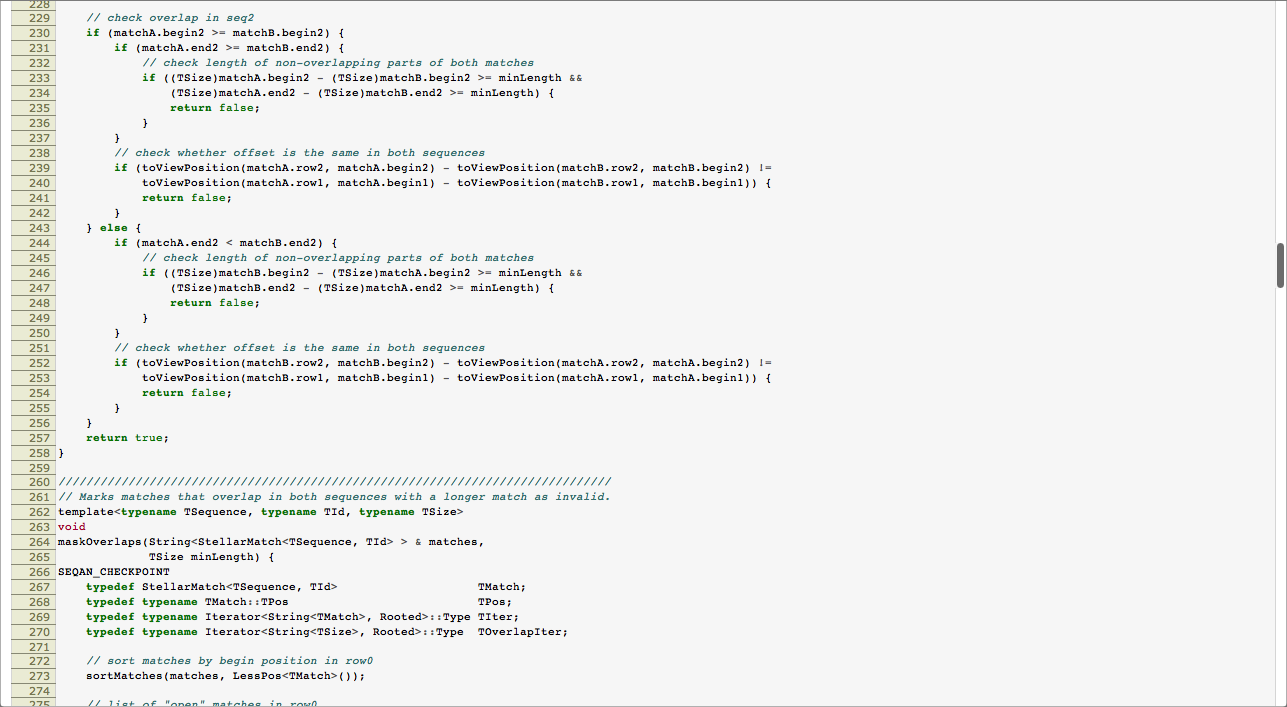 228
229     // check overlap in seq2
230     if (matchA.begin2 >= matchB.begin2) {
231         if (matchA.end2 >= matchB.end2) {
232             // check length of non-overlapping parts of both matches
233             if ((TSize)matchA.begin2 - (TSize)matchB.begin2 >= minLength &&
234                 (TSize)matchA.end2 - (TSize)matchB.end2 >= minLength) {
235                 return false;
236             }
237         }
238         // check whether offset is the same in both sequences
239         if (toViewPosition(matchA.row2, matchA.begin2) - toViewPosition(matchB.row2, matchB.begin2) !=
240             toViewPosition(matchA.row1, matchA.begin1) - toViewPosition(matchB.row1, matchB.begin1)) {
241             return false;
242         }
243     } else {
244         if (matchA.end2 < matchB.end2) {
245             // check length of non-overlapping parts of both matches
246             if ((TSize)matchB.begin2 - (TSize)matchA.begin2 >= minLength &&
247                 (TSize)matchB.end2 - (TSize)matchA.end2 >= minLength) {
248                 return false;
249             }
250         }
251         // check whether offset is the same in both sequences
252         if (toViewPosition(matchB.row2, matchB.begin2) - toViewPosition(matchA.row2, matchA.begin2) !=
253             toViewPosition(matchB.row1, matchB.begin1) - toViewPosition(matchA.row1, matchA.begin1)) {
254             return false;
255         }
256     }
257     return true;
258 }
259
260 ///////////////////////////////////////////////////////////////////////////////
261 // Marks matches that overlap in both sequences with a longer match as invalid.
262 template<typename TSequence, typename TId, typename TSize>
263 void
264 maskOverlaps(String<StellarMatch<TSequence, TId> > & matches,
265              TSize minLength) {
266 SEQAN_CHECKPOINT
267     typedef StellarMatch<TSequence, TId>                    TMatch;
268     typedef typename TMatch::TPos                           TPos;
269     typedef typename Iterator<String<TMatch>, Rooted>::Type TIter;
270     typedef typename Iterator<String<TSize>, Rooted>::Type  TOverlapIter;
271
272     // sort matches by begin position in row0
273     sortMatches(matches, LessPos<TMatch>());
274
275     // list of "open" matches in row0